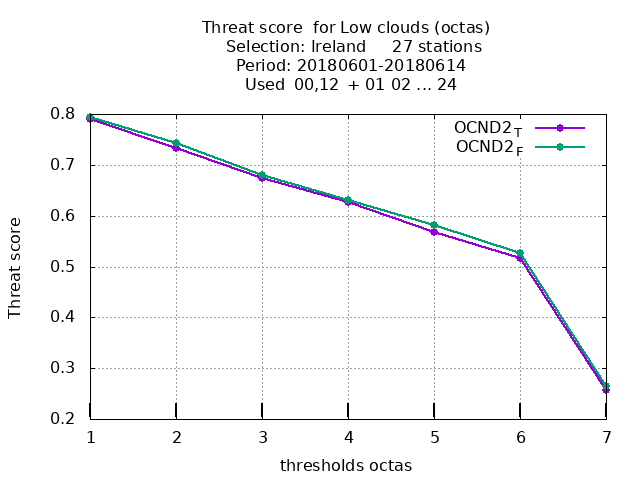 Threat score  for Low clouds (octas)
Selection: Ireland     27 stations
Period: 20180601-20180614
Used  00,12  + 01 02 ... 24
OCND2_T
OCND2_F
0.8
0.7
0.6
0.5
0.4
0.3
0.2
Threat score
1 2 3 4 5 6 7
thresholds octas